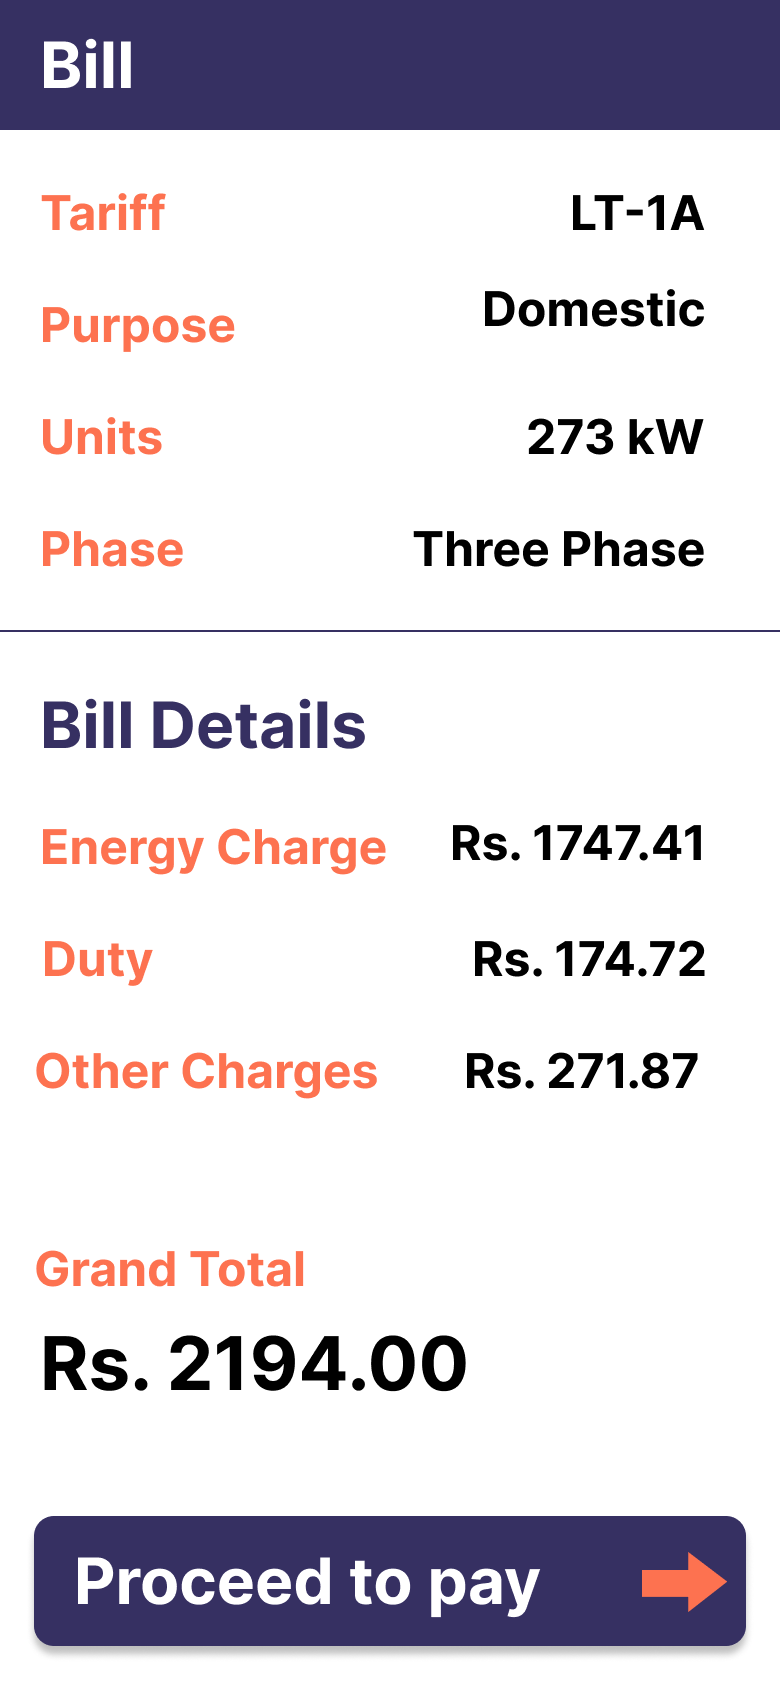 Bill
Tariff LT-1A
Purpose Domestic
Units 273 kW
Phase Three Phase
Bill Details
Energy Charge Rs. 1747.41
Duty Rs. 174.72
Other Charges Rs. 271.87
Grand Total
Rs. 2194.00
Proceed to pay